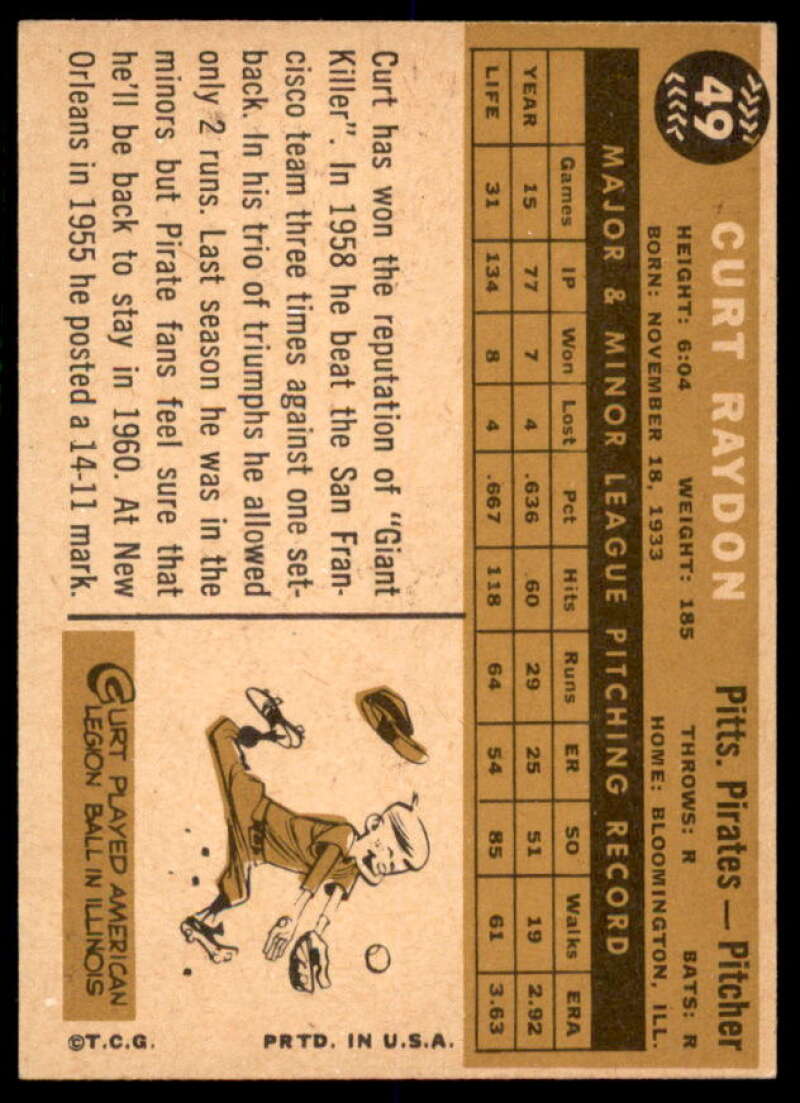 49
CURT RAYDON
Pitts. Pirates — Pitcher
HEIGHT: 6:04 WEIGHT: 185 THROWS: R BATS: R
BORN: NOVEMBER 18, 1933 HOME: BLOOMINGTON, ILL.
MAJOR & MINOR LEAGUE PITCHING RECORD
Games IP Won Lost Pct Hits Runs ER SO Walks ERA
YEAR 15 77 7 4 .636 60 29 25 51 19 2.92
LIFE 31 134 8 4 .667 118 64 54 85 61 3.63
Curt has won the reputation of "Giant
Killer". In 1958 he beat the San Fran-
cisco team three times against one set-
back. In his trio of triumphs he allowed
only 2 runs. Last season he was in the
minors but Pirate fans feel sure that
he'll be back to stay in 1960. At New
Orleans in 1955 he posted a 14-11 mark.
CURT PLAYED AMERICAN
LEGION BALL IN ILLINOIS
©T.C.G. PRTD. IN U.S.A.